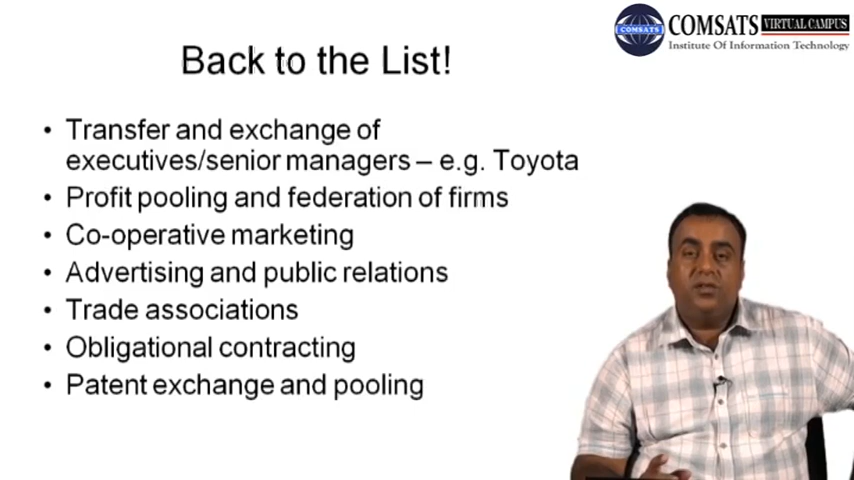 COMSATS VIRTUAL CAMPUS
COMSATS
Institute Of Information Technology
Back to the List!
• Transfer and exchange of
executives/senior managers – e.g. Toyota
• Profit pooling and federation of firms
• Co-operative marketing
• Advertising and public relations
• Trade associations
• Obligational contracting
• Patent exchange and pooling